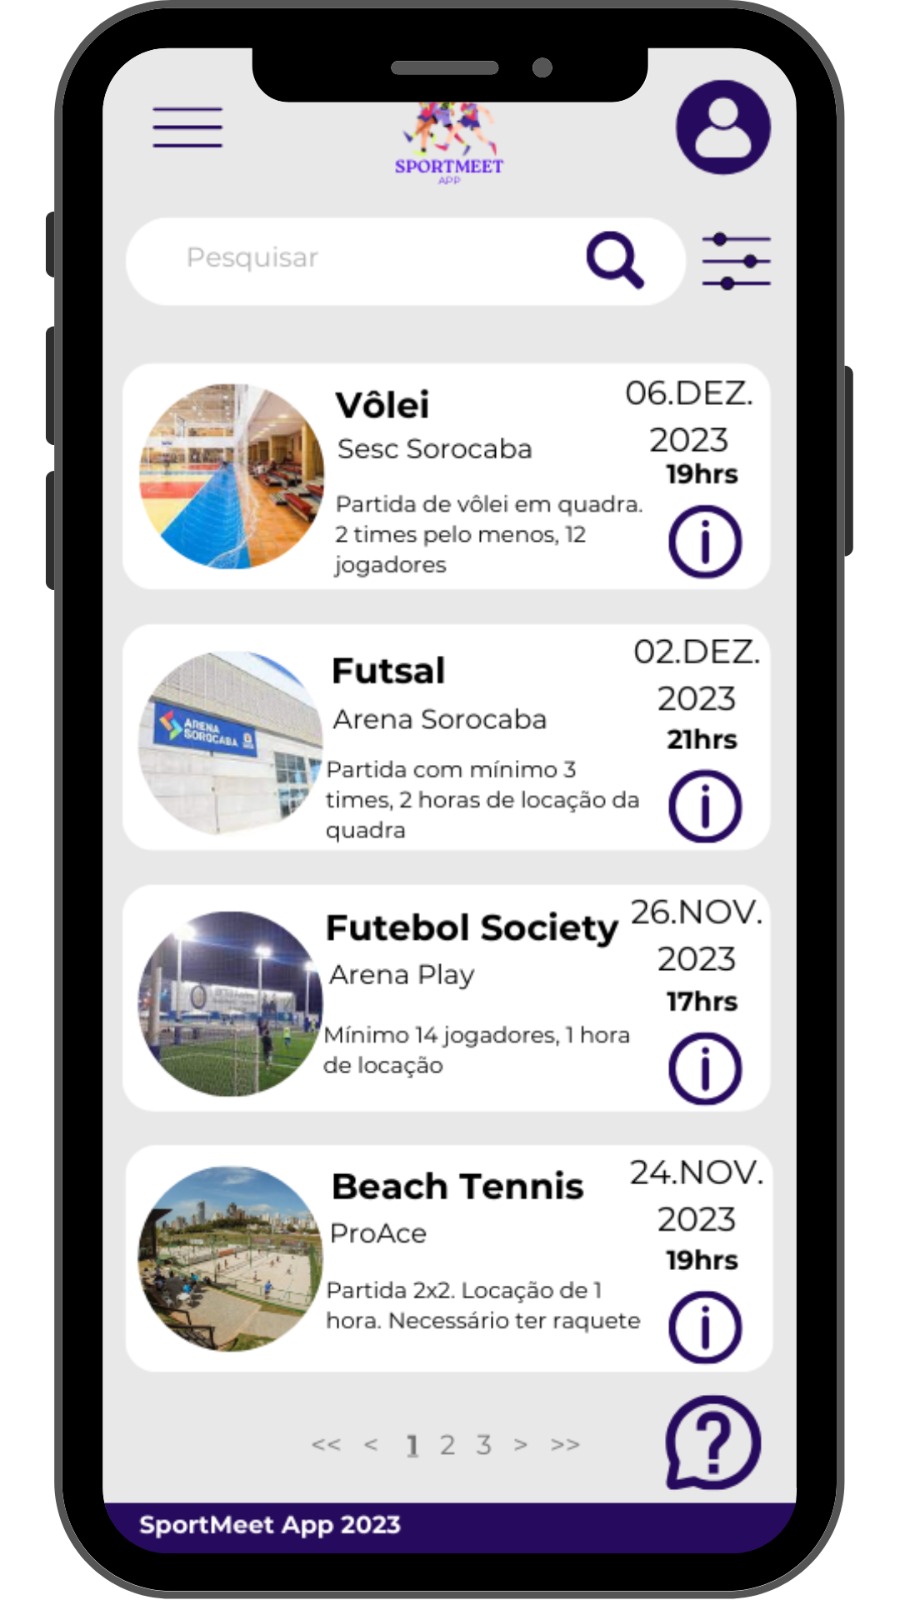 SPORTMEET
APP
Pesquisar
Vôlei
06.DEZ.
2023
Sesc Sorocaba
19hrs
Partida de vôlei em quadra.
2 times pelo menos, 12
jogadores
Futsal
02.DEZ.
2023
ARENA
SOROCABA
Arena Sorocaba
21hrs
Partida com mínimo 3
times, 2 horas de locação da
quadra
Futebol Society
26.NOV.
2023
Arena Play
17hrs
Mínimo 14 jogadores, 1 hora
de locação
Beach Tennis
24.NOV.
2023
ProAce
19hrs
Partida 2x2. Locação de 1
hora. Necessário ter raquete
<< < 1 2 3 > >>
SportMeet App 2023